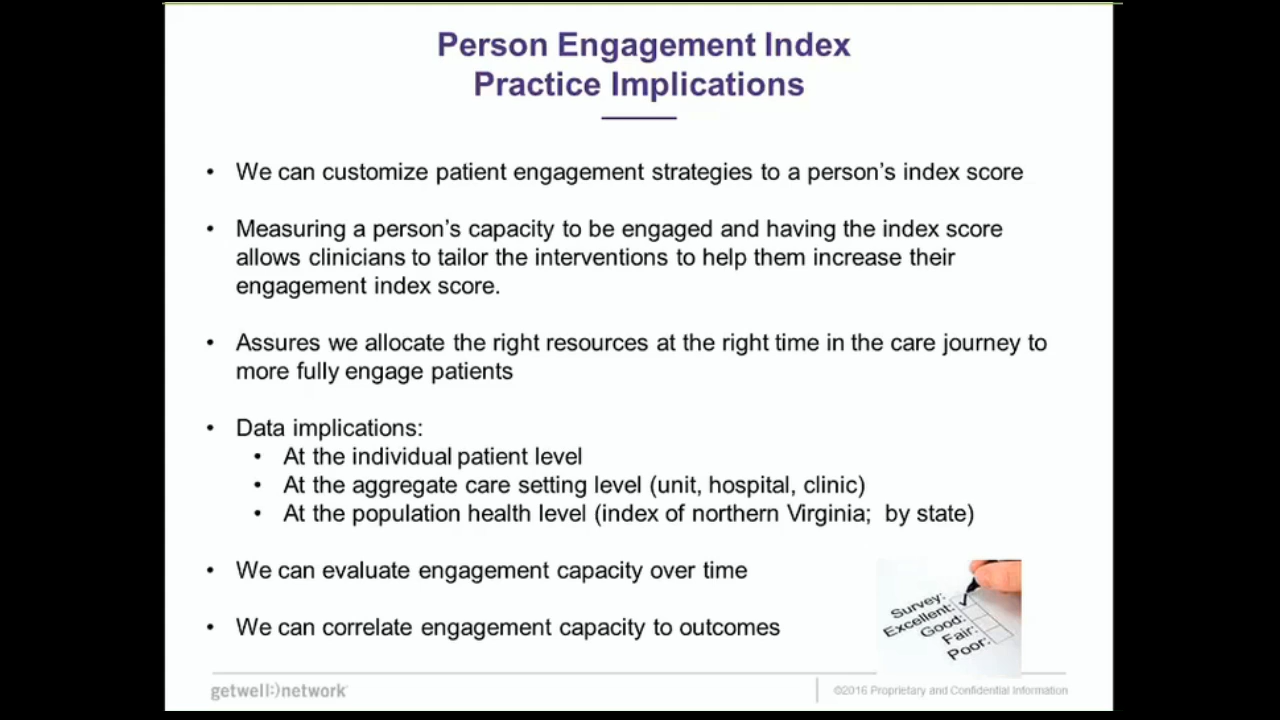 Person Engagement Index
Practice Implications
• We can customize patient engagement strategies to a person's index score
• Measuring a person's capacity to be engaged and having the index score
allows clinicians to tailor the interventions to help them increase their
engagement index score.
• Assures we allocate the right resources at the right time in the care journey to
more fully engage patients
• Data implications:
• At the individual patient level
• At the aggregate care setting level (unit, hospital, clinic)
• At the population health level (index of northern Virginia; by state)
• We can evaluate engagement capacity over time
• We can correlate engagement capacity to outcomes
Survey:
Excellent:
Good:
Fair:
Poor:
getwell:)network
©2016 Proprietary and Confidential Information